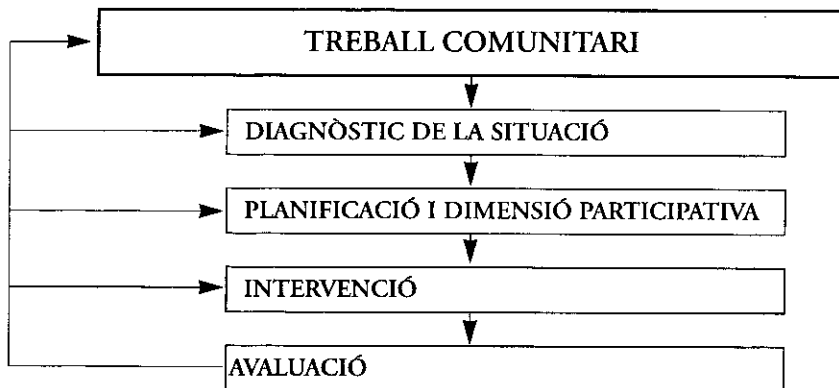 TREBALL COMUNITARI
DIAGNÒSTIC DE LA SITUACIÓ
PLANIFICACIÓ I DIMENSIÓ PARTICIPATIVA
INTERVENCIÓ
AVALUACIÓ